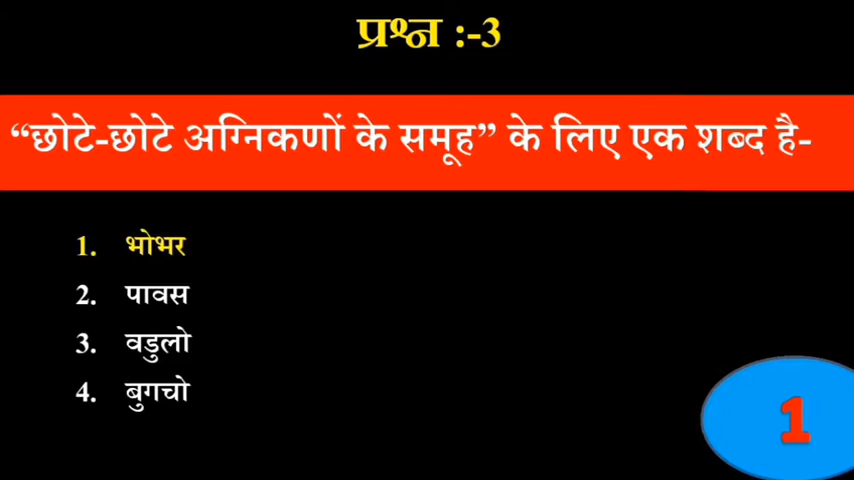 प्रश्न :-3
“छोटे-छोटे अग्निकणों के समूह” के लिए एक शब्द है-
1. भोभर
2. पावस
3. वडुलो
4. बुगचो
1